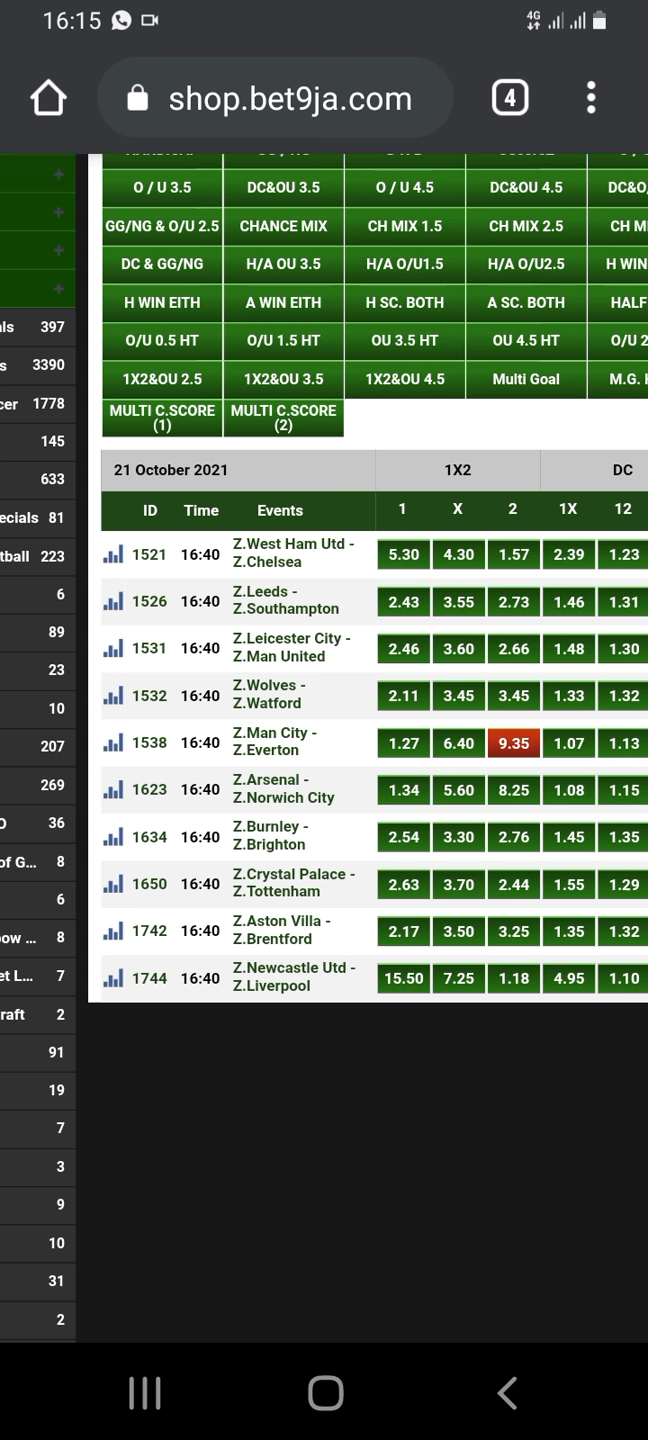 16:15
4G
shop.bet9ja.com
4
O / U 3.5 DC&OU 3.5 O / U 4.5 DC&OU 4.5
GG/NG & O/U 2.5 CHANCE MIX CH MIX 1.5 CH MIX 2.5
DC & GG/NG H/A OU 3.5 H/A O/U1.5 H/A O/U2.5 H WIN
H WIN EITH A WIN EITH H SC. BOTH A SC. BOTH HALF
O/U 0.5 HT O/U 1.5 HT OU 3.5 HT OU 4.5 HT O/U 2
1X2&OU 2.5 1X2&OU 3.5 1X2&OU 4.5 Multi Goal M.G.
MULTI C.SCORE (1) MULTI C.SCORE (2)
21 October 2021 1X2 DC
ID Time Events 1 X 2 1X 12
1521 16:40 Z.West Ham Utd - Z.Chelsea 5.30 4.30 1.57 2.39 1.23
1526 16:40 Z.Leeds - Z.Southampton 2.43 3.55 2.73 1.46 1.31
1531 16:40 Z.Leicester City - Z.Man United 2.46 3.60 2.66 1.48 1.30
1532 16:40 Z.Wolves - Z.Watford 2.11 3.45 3.45 1.33 1.32
1538 16:40 Z.Man City - Z.Everton 1.27 6.40 9.35 1.07 1.13
1623 16:40 Z.Arsenal - Z.Norwich City 1.34 5.60 8.25 1.08 1.15
1634 16:40 Z.Burnley - Z.Brighton 2.54 3.30 2.76 1.45 1.35
1650 16:40 Z.Crystal Palace - Z.Tottenham 2.63 3.70 2.44 1.55 1.29
1742 16:40 Z.Aston Villa - Z.Brentford 2.17 3.50 3.25 1.35 1.32
1744 16:40 Z.Newcastle Utd - Z.Liverpool 15.50 7.25 1.18 4.95 1.10
als 397
s 3390
cer 1778
145
633
ecials 81
tball 223
6
89
23
10
207
269
O 36
of G... 8
6
ow ... 8
et L... 7
raft 2
91
19
7
3
9
10
31
2